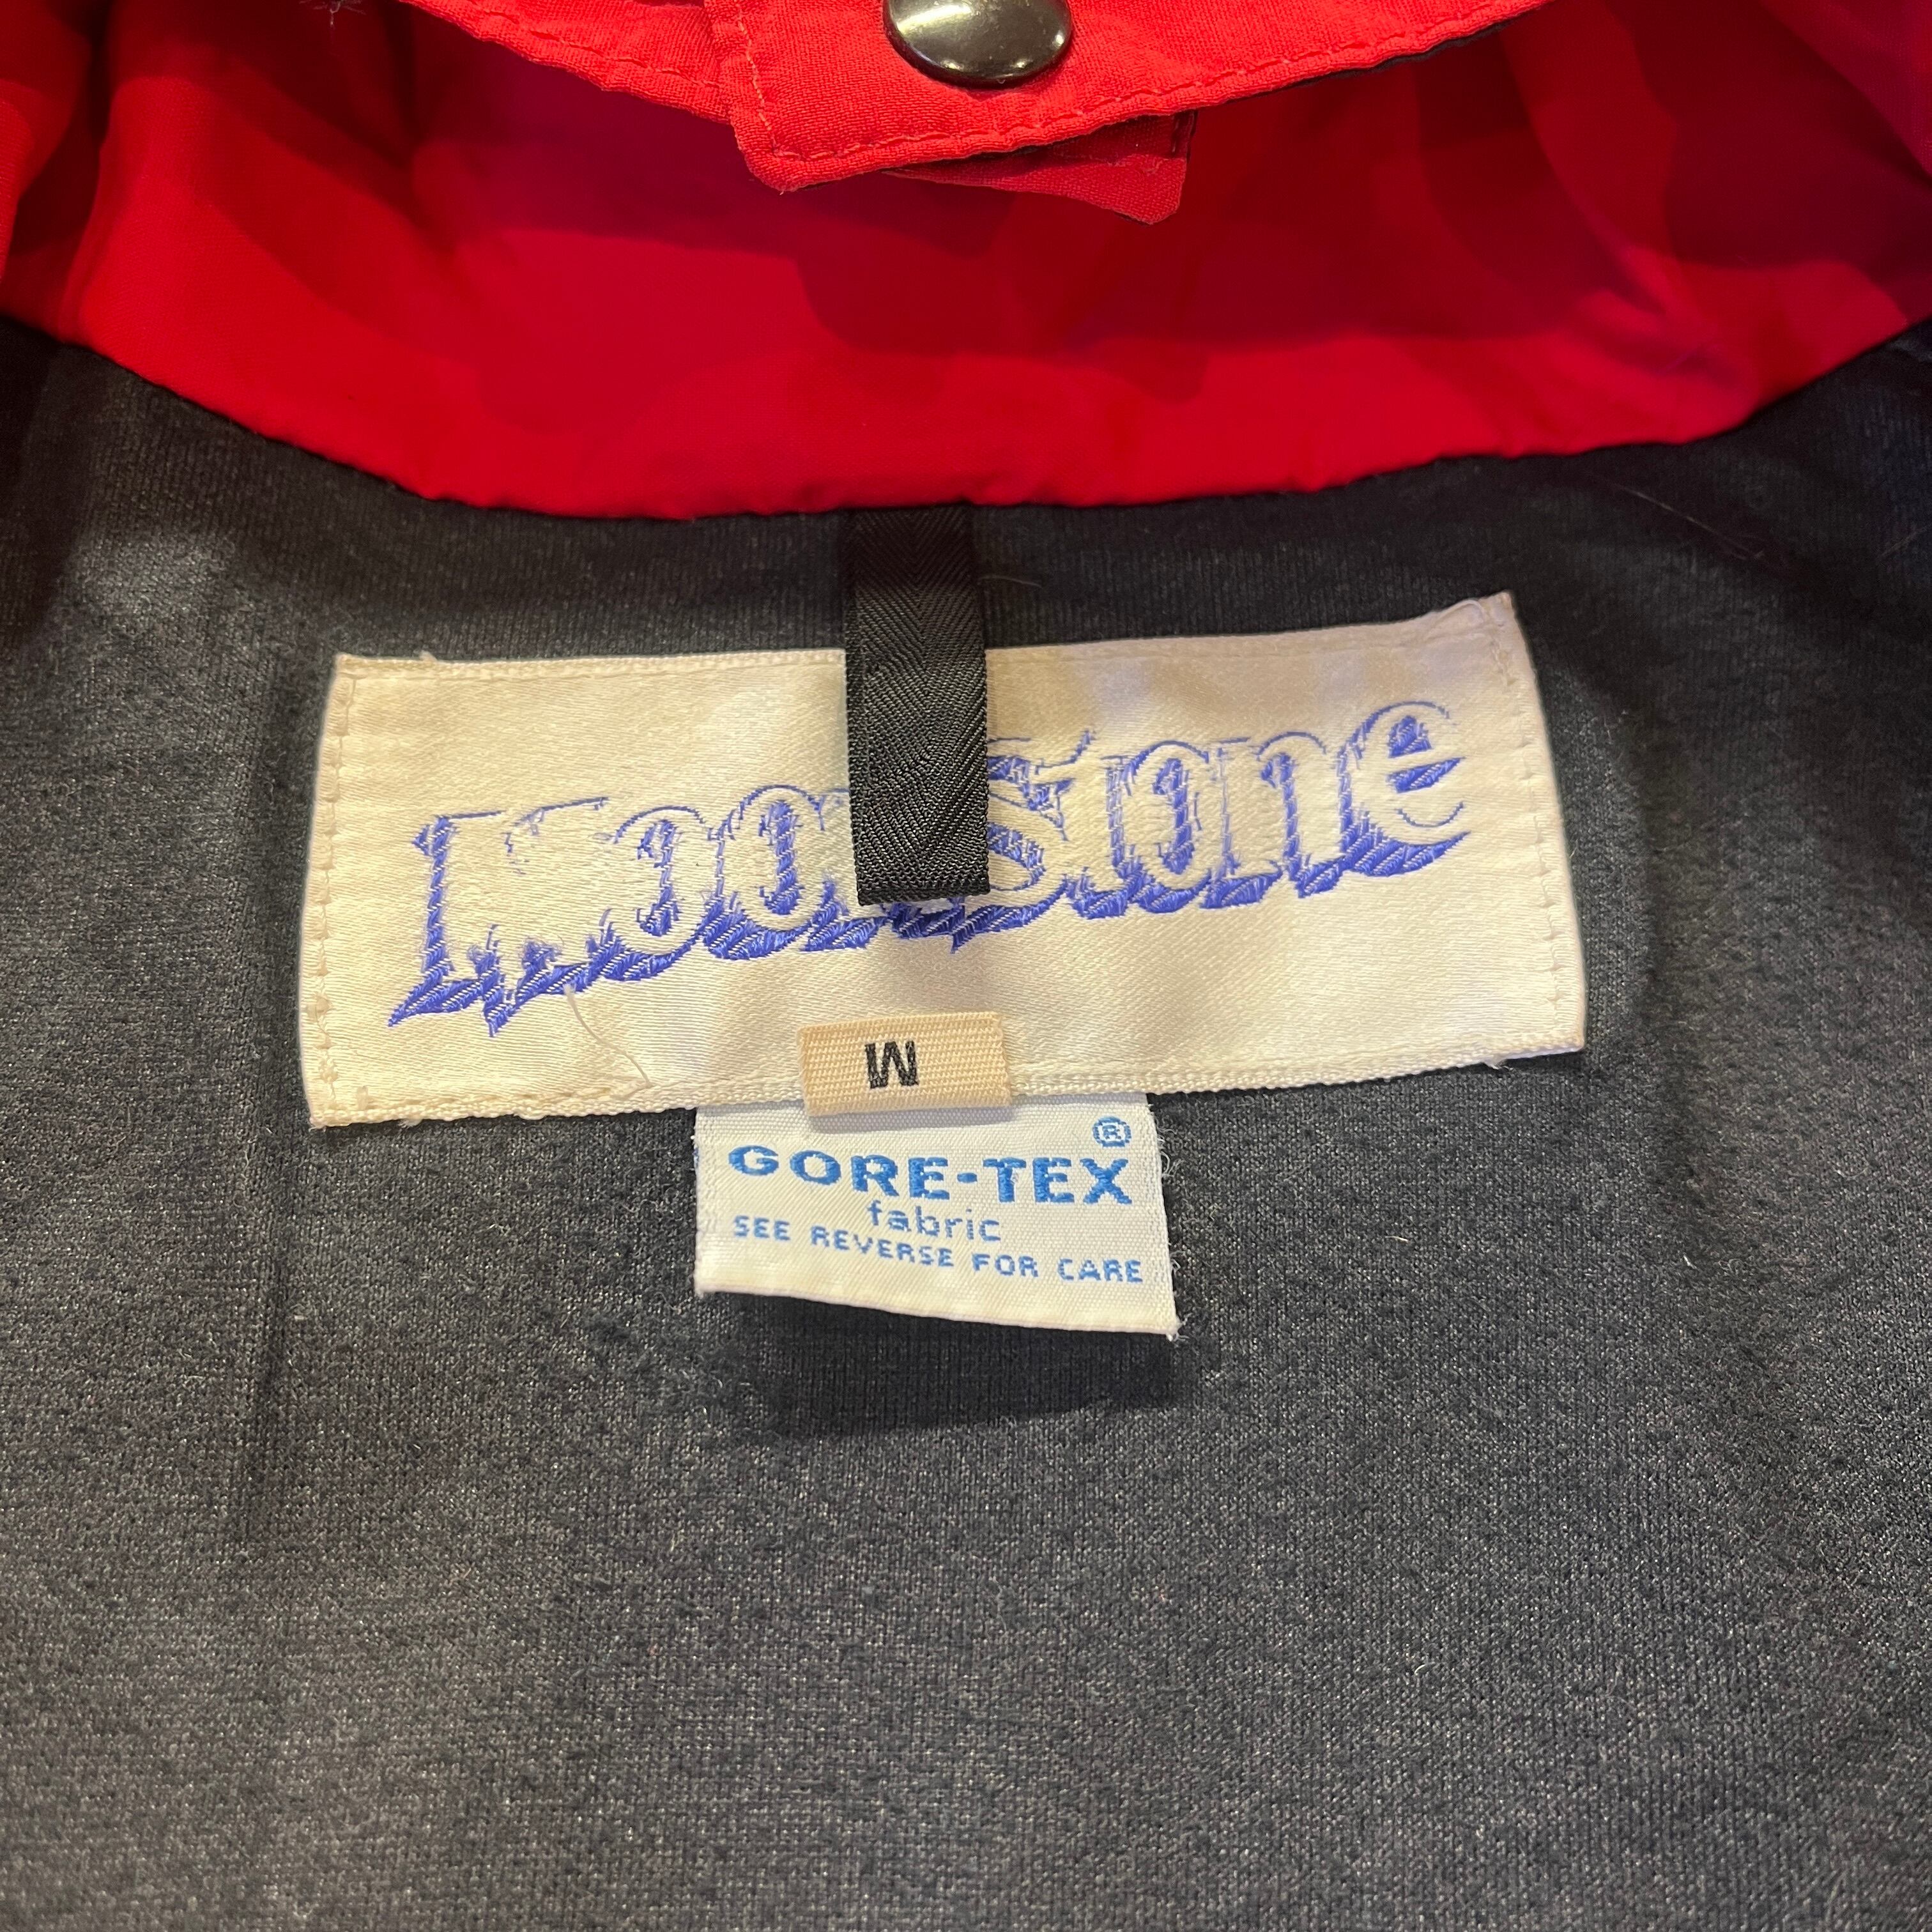 MoonStone
M
GORE-TEX®
fabric
SEE REVERSE FOR CARE